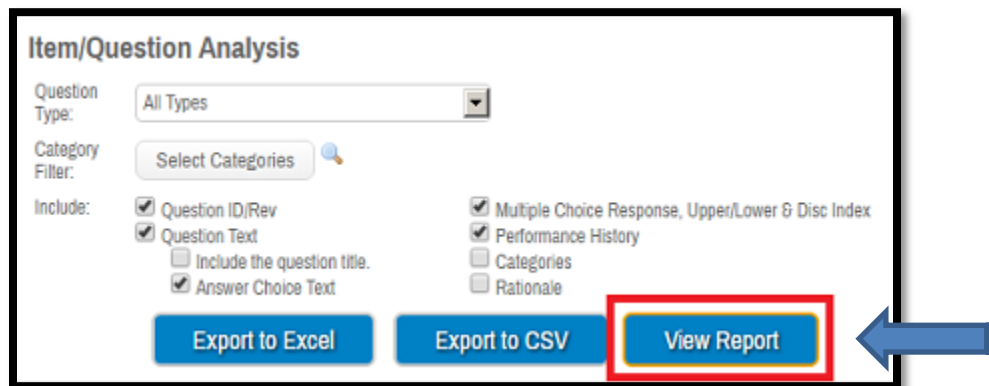 Item/Question Analysis
Question
Type:
All Types
Category
Filter:
Select Categories
Include:
Question ID/Rev
Multiple Choice Response, Upper/Lower & Disc Index
Question Text
Performance History
Include the question title.
Categories
Answer Choice Text
Rationale
Export to Excel
Export to CSV
View Report